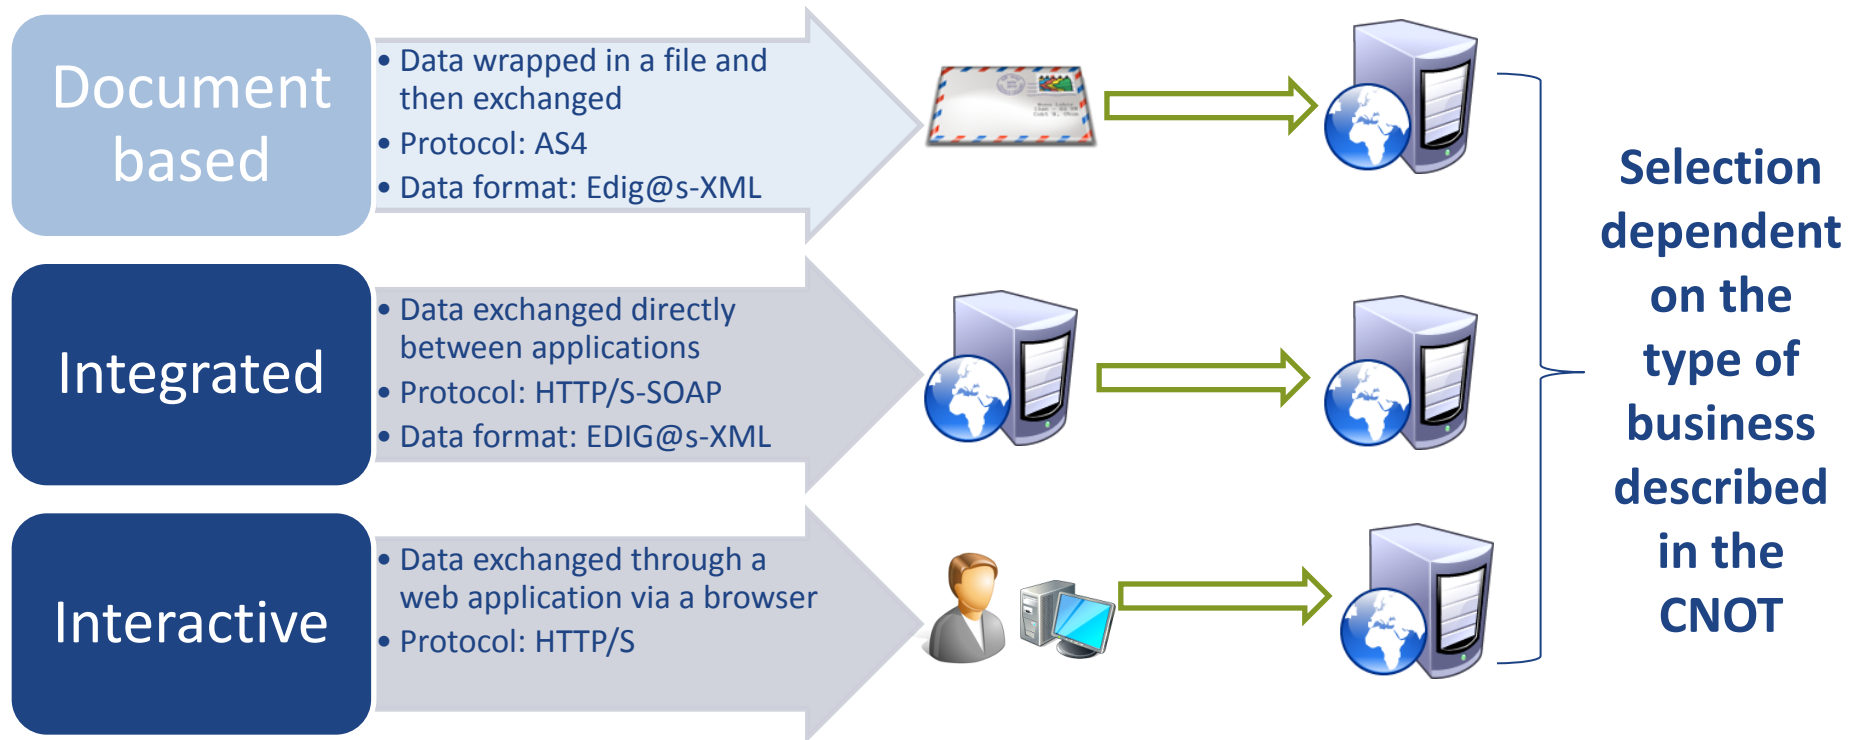 Document
based
• Data wrapped in a file and
then exchanged
• Protocol: AS4
• Data format: Edig@s-XML
Integrated
• Data exchanged directly
between applications
• Protocol: HTTP/S-SOAP
• Data format: EDIG@s-XML
Interactive
• Data exchanged through a
web application via a browser
• Protocol: HTTP/S
Selection
dependent
on the
type of
business
described
in the
CNOT